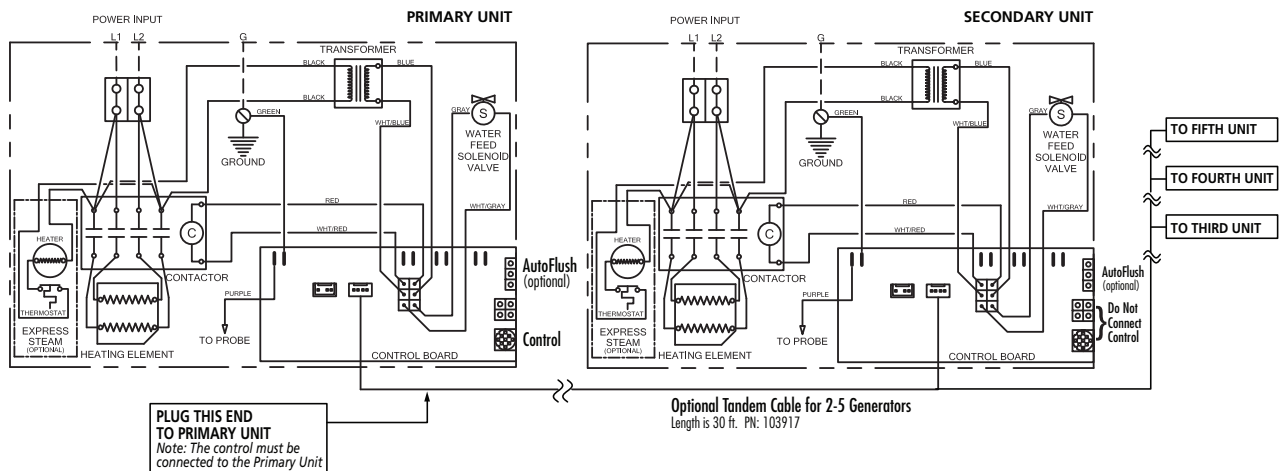 PRIMARY UNIT
POWER INPUT
L1 L2 G
TRANSFORMER
BLACK
BLUE
BLACK
GREEN
WHT/BLUE
GRAY
S
WATER
FEED
SOLENOID
VALVE
GROUND
RED
WHT/RED
WHT/GRAY
C
CONTACTOR
HEATER
THERMOSTAT
EXPRESS
STEAM
(OPTIONAL)
HEATING ELEMENT
PURPLE
TO PROBE
CONTROL BOARD
AutoFlush
(optional)
Control
SECONDARY UNIT
POWER INPUT
L1 L2 G
TRANSFORMER
BLACK
BLUE
BLACK
GREEN
WHT/BLUE
GRAY
S
WATER
FEED
SOLENOID
VALVE
GROUND
RED
WHT/RED
WHT/GRAY
C
CONTACTOR
HEATER
THERMOSTAT
EXPRESS
STEAM
(OPTIONAL)
HEATING ELEMENT
PURPLE
TO PROBE
CONTROL BOARD
AutoFlush
(optional)
Do Not
Connect
Control
TO FIFTH UNIT
TO FOURTH UNIT
TO THIRD UNIT
PLUG THIS END
TO PRIMARY UNIT
Note: The control must be
connected to the Primary Unit
Optional Tandem Cable for 2-5 Generators
Length is 30 ft. PN: 103917